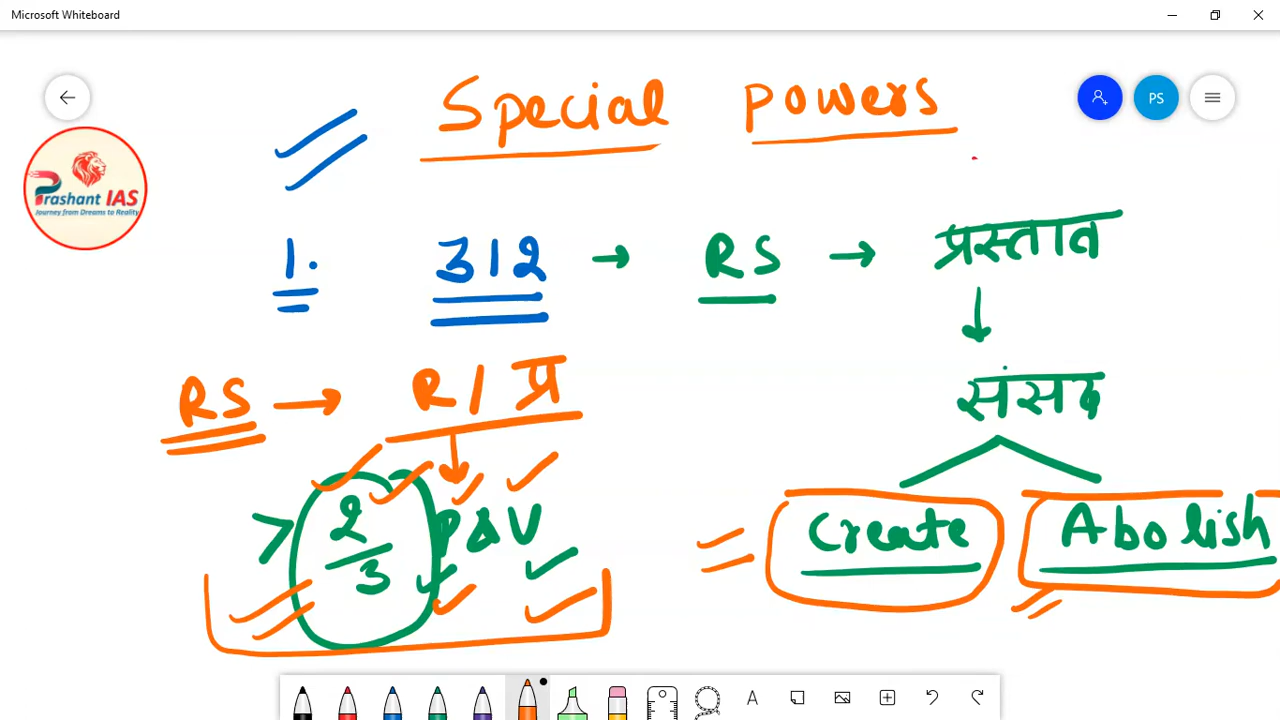 Microsoft Whiteboard
Special Powers
PS
Prashant IAS
Journey from Dreams to Reality
1. 312 → RS → प्रस्ताव
↓
संसद
RS → R / प्र
↓
> 2/3 P & V
Create Abolish
A